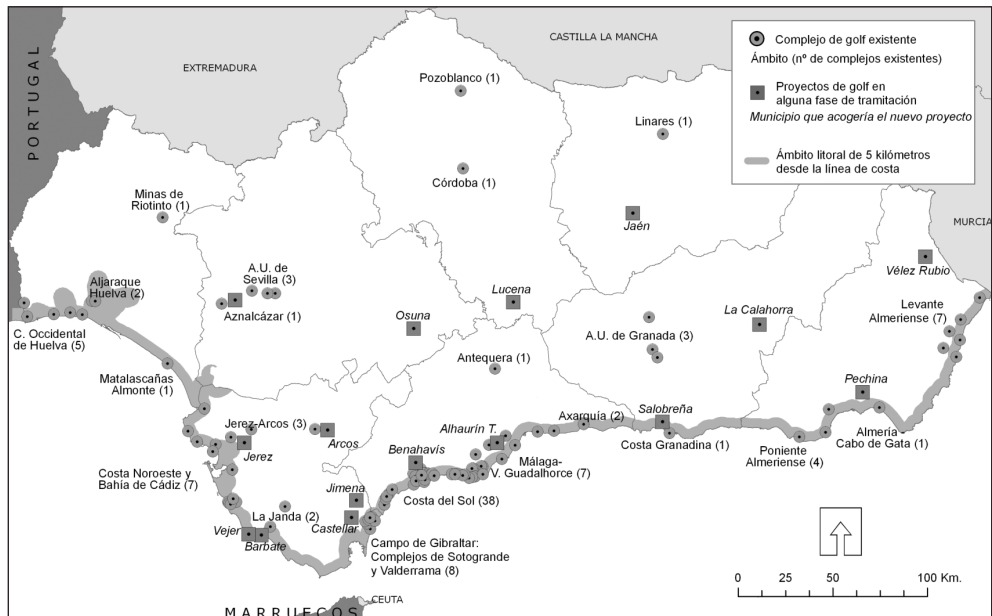 CASTILLA LA MANCHA
EXTREMADURA
PORTUGAL
MURCIA
Complejo de golf existente
Ámbito (nº de complejos existentes)
Proyectos de golf en
alguna fase de tramitación
Municipio que acogería el nuevo proyecto
Ámbito litoral de 5 kilómetros
desde la línea de costa
Pozoblanco (1)
Linares (1)
Córdoba (1)
Minas de
Riotinto (1)
Jaén
Vélez Rubio
A.U. de
Sevilla (3)
Aljaraque
Huelva (2)
Aznalcázar (1)
Lucena
Osuna
La Calahorra
Levante
Almeriense (7)
C. Occidental
de Huelva (5)
A.U. de Granada (3)
Antequera (1)
Matalascañas
Almonte (1)
Pechina
Jerez-Arcos (3)
Arcos
Jerez
Axarquía (2)
Salobreña
Alhaurín T.
Costa Granadina (1)
Almería
Cabo de Gata (1)
Benahavís
Poniente
Almeriense (4)
Málaga-
V. Guadalhorce (7)
Costa Noroeste y
Bahía de Cádiz
(7)
Costa del Sol (38)
Jimena
La Janda (2)
Castellar
Vejer
Barbate
Campo de Gibraltar:
Complejos de Sotogrande
y Valderrama (8)
0 25 50 100 Km.
CEUTA
MARRUECOS